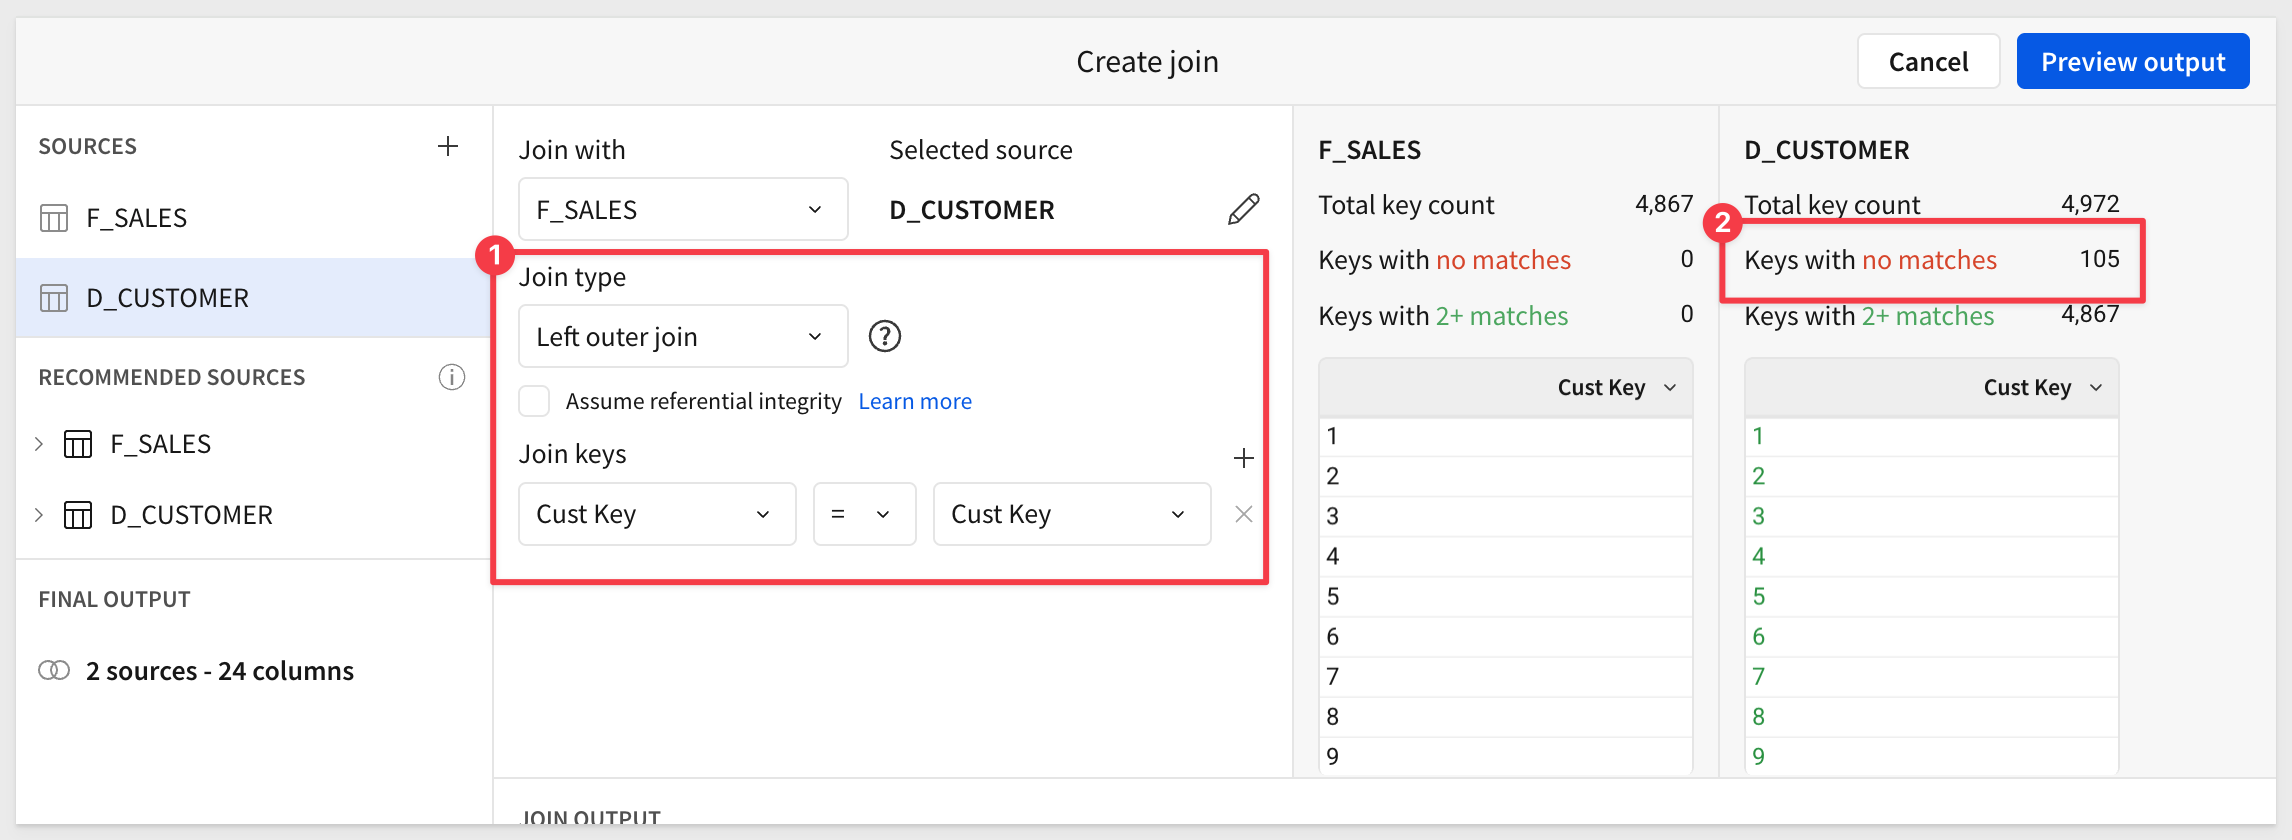 Create join
Cancel
Preview output
SOURCES
F_SALES
D_CUSTOMER
RECOMMENDED SOURCES
F_SALES
D_CUSTOMER
FINAL OUTPUT
2 sources - 24 columns
Join with
Selected source
F_SALES
D_CUSTOMER
1
Join type
Left outer join
Assume referential integrity Learn more
Join keys
Cust Key = Cust Key
F_SALES
Total key count 4,867
Keys with no matches 0
Keys with 2+ matches 0
Cust Key
1
2
3
4
5
6
7
8
9
D_CUSTOMER
Total key count 4,972
2
Keys with no matches 105
Keys with 2+ matches 4,867
Cust Key
1
2
3
4
5
6
7
8
9
JOIN OUTPUT